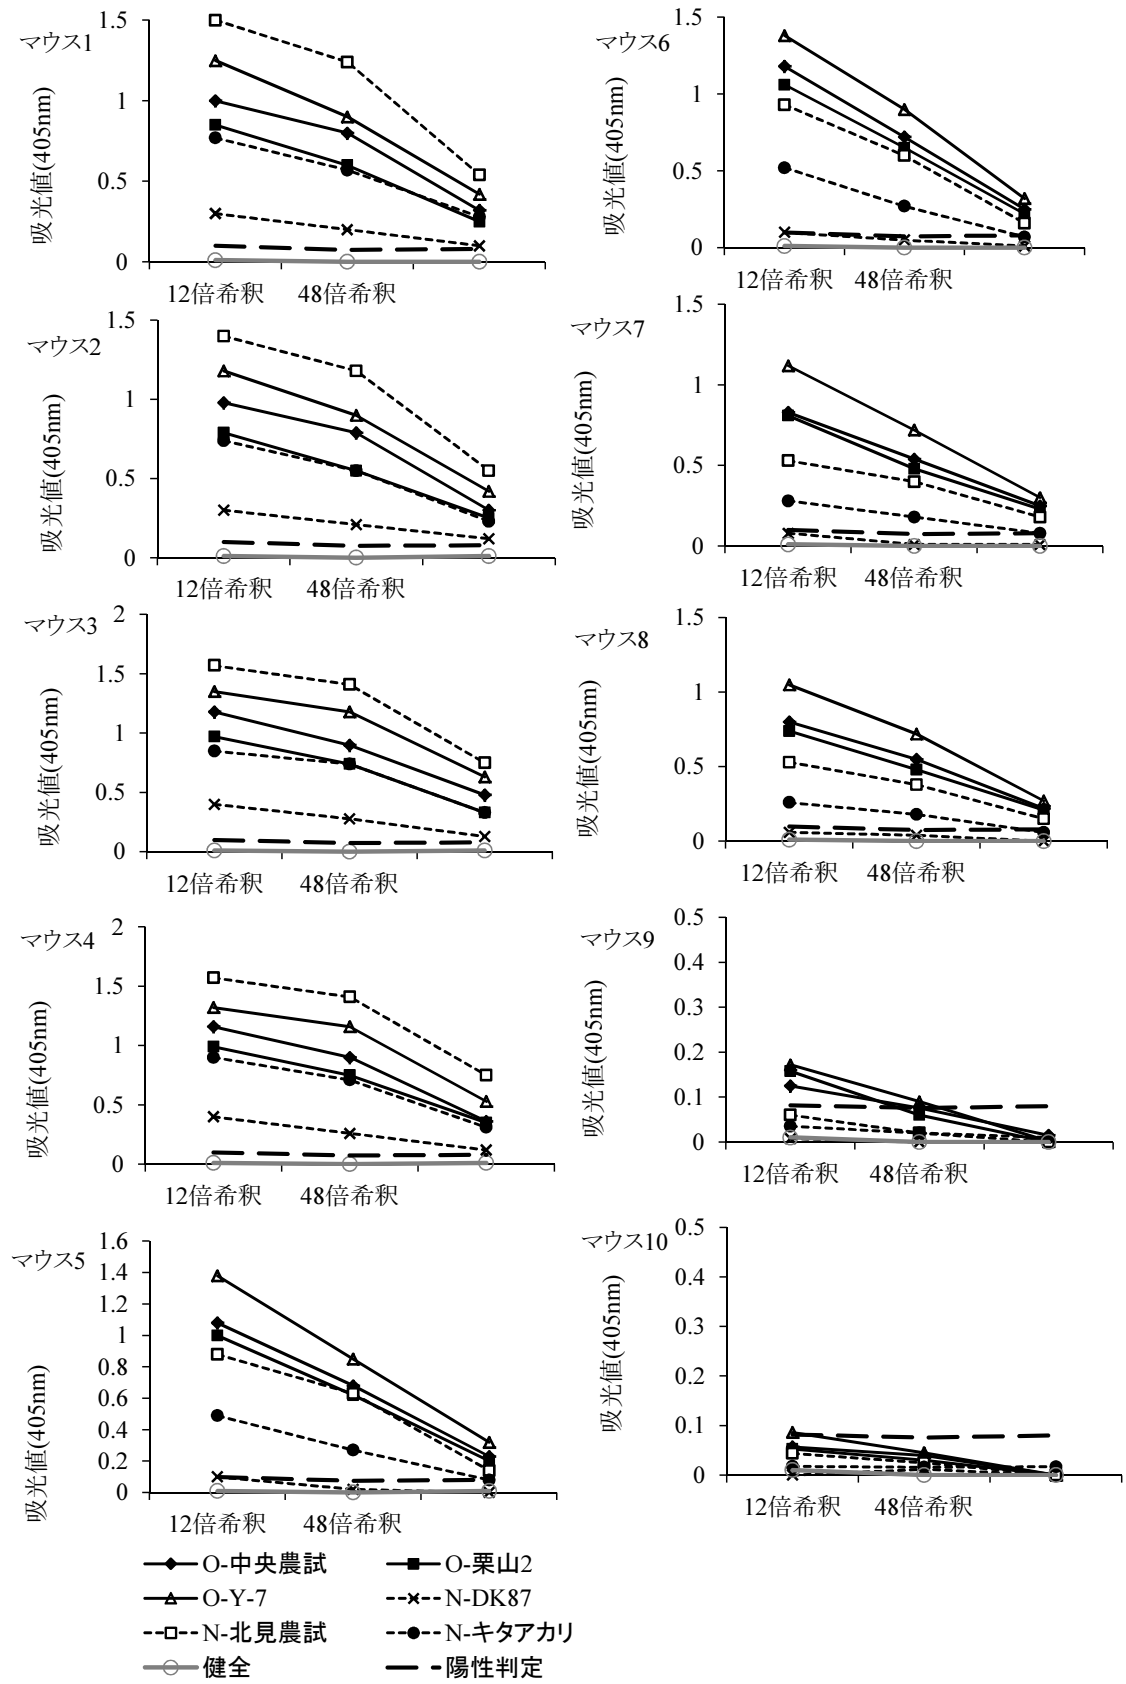 マウス1
吸光値(405nm)
1.5
1
0.5
0
12倍希釈
48倍希釈
マウス6
吸光値(405nm)
1.5
1
0.5
0
12倍希釈
48倍希釈
マウス2
吸光値(405nm)
1.5
1
0.5
0
12倍希釈
48倍希釈
マウス7
吸光値(405nm)
1.5
1
0.5
0
12倍希釈
48倍希釈
マウス3
吸光値(405nm)
2
1.5
1
0.5
0
12倍希釈
48倍希釈
マウス8
吸光値(405nm)
1.5
1
0.5
0
12倍希釈
48倍希釈
マウス4
吸光値(405nm)
2
1.5
1
0.5
0
12倍希釈
48倍希釈
マウス9
吸光値(405nm)
0.5
0.4
0.3
0.2
0.1
0
12倍希釈
48倍希釈
マウス5
吸光値(405nm)
1.6
1.4
1.2
1
0.8
0.6
0.4
0.2
0
12倍希釈
48倍希釈
マウス10
吸光値(405nm)
0.5
0.4
0.3
0.2
0.1
0
12倍希釈
48倍希釈
O-中央農試
O-栗山2
O-Y-7
N-DK87
N-北見農試
N-キタアカリ
健全
陽性判定